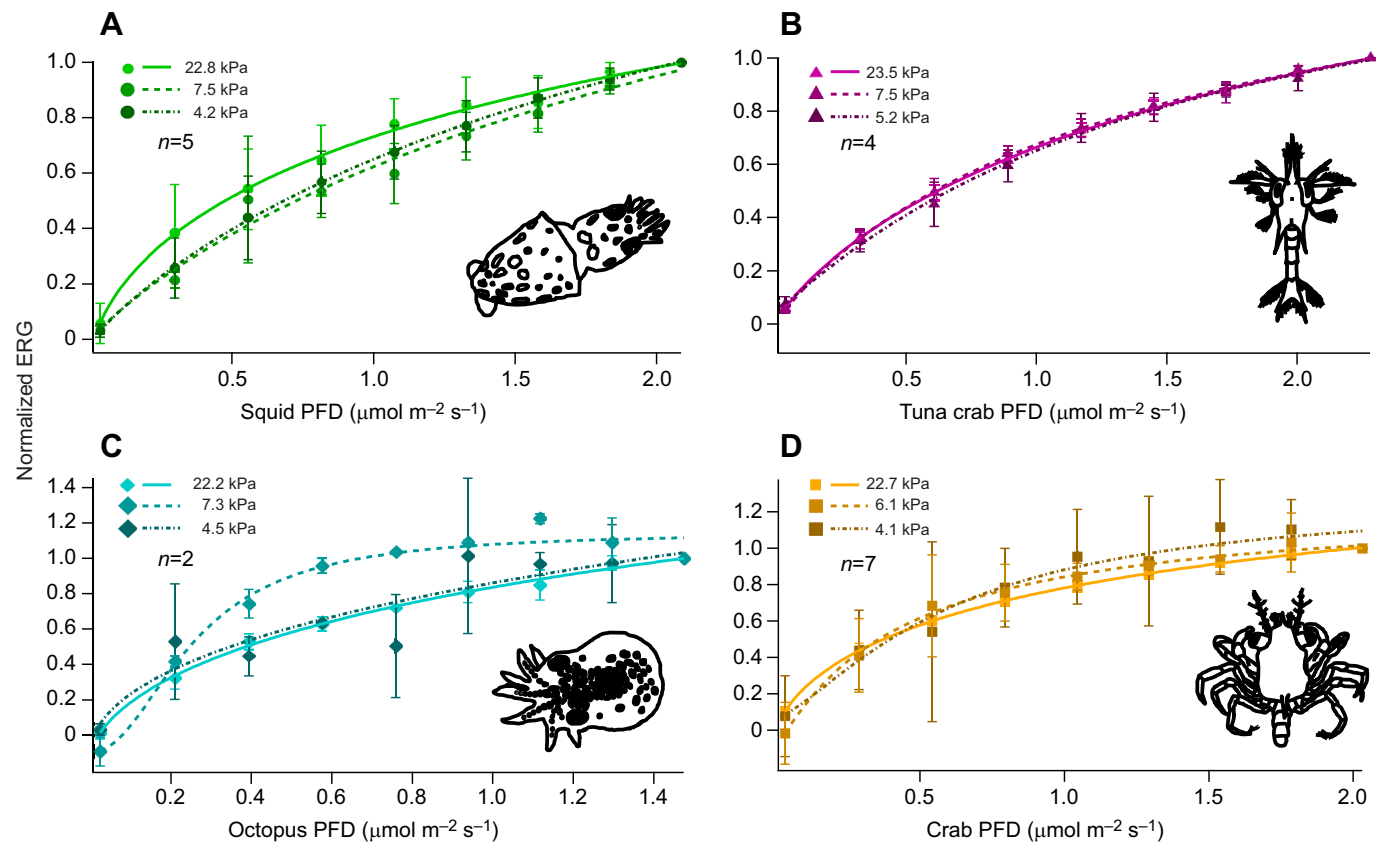 A
22.8 kPa
7.5 kPa
4.2 kPa
n=5
1.0
0.8
0.6
0.4
0.2
0
0.5
1.0
1.5
2.0
Squid PFD (μmol m–2 s–1)
B
23.5 kPa
7.5 kPa
5.2 kPa
n=4
1.0
0.8
0.6
0.4
0.2
0
0.5
1.0
1.5
2.0
Tuna crab PFD (μmol m–2 s–1)
Normalized ERG
C
22.2 kPa
7.3 kPa
4.5 kPa
n=2
1.4
1.2
1.0
0.8
0.6
0.4
0.2
0
0.2
0.4
0.6
0.8
1.0
1.2
1.4
Octopus PFD (μmol m–2 s–1)
D
22.7 kPa
6.1 kPa
4.1 kPa
n=7
1.2
1.0
0.8
0.6
0.4
0.2
0
0.5
1.0
1.5
2.0
Crab PFD (μmol m–2 s–1)